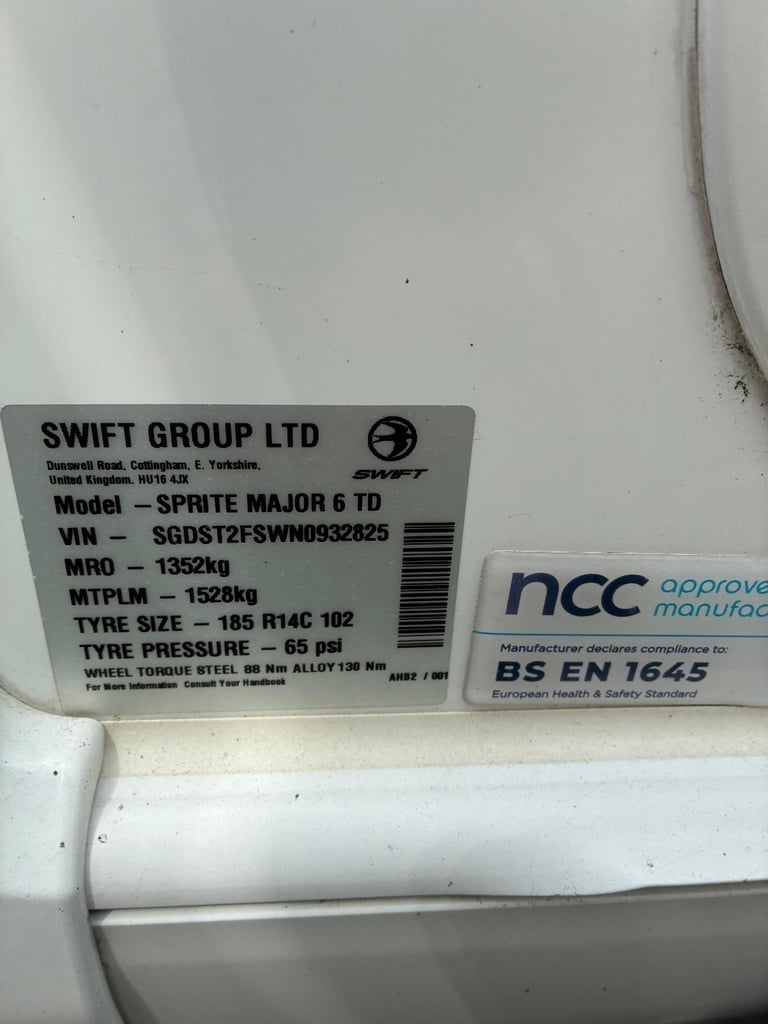 SWIFT GROUP LTD
SWIFT
Dunswell Road, Cottingham, E. Yorkshire,
United Kingdom. HU16 4JX
Model – SPRITE MAJOR 6 TD
VIN – SGDST2FSWN0932825
MRO – 1352kg
MTPLM – 1528kg
TYRE SIZE – 185 R14C 102
TYRE PRESSURE – 65 psi
WHEEL TORQUE STEEL 88 Nm ALLOY 130 Nm
For More Information Consult Your Handbook
AHB2 / 001
ncc approve
manufac
Manufacturer declares compliance to:
BS EN 1645
European Health & Safety Standard